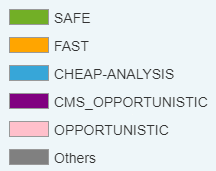 SAFE
FAST
CHEAP-ANALYSIS
CMS_OPPORTUNISTIC
OPPORTUNISTIC
Others